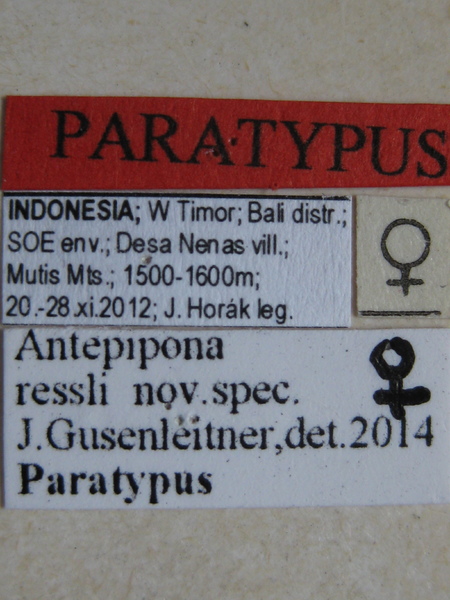 PARATYPUS
INDONESIA; W Timor; Bali distr.;
SOE env.; Desa Nenas vill.;
Mutis Mts.; 1500-1600m;
20.-28.xi.2012; J. Horák leg.
♀
Antepipona
ressli nov.spec. ♀
J.Gusenleitner,det.2014
Paratypus